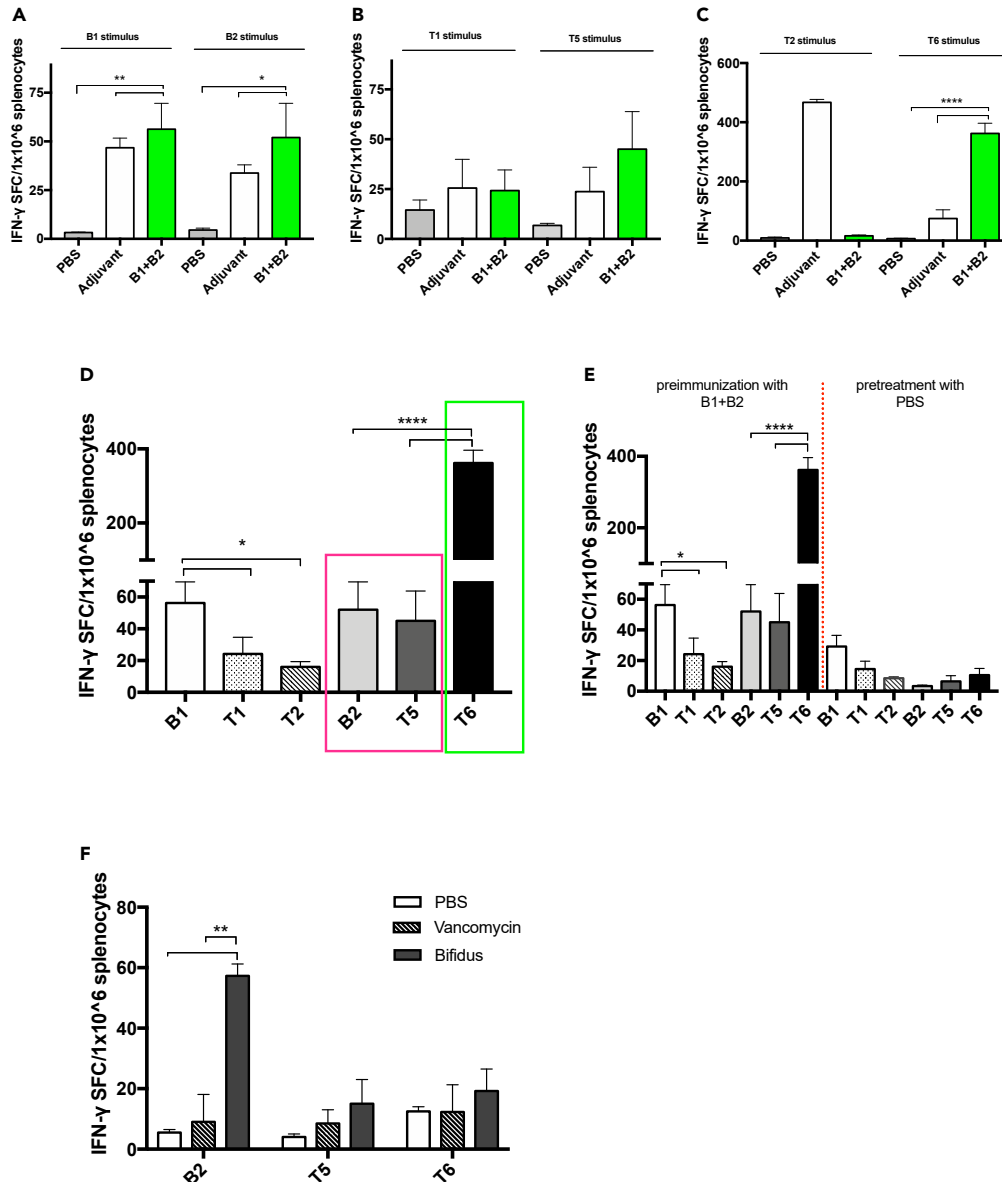 A
B1 stimulus
B2 stimulus
IFN-γ SFC/1x10^6 splenocytes
**
*
75
50
25
0
PBS
Adjuvant
B1+B2
PBS
Adjuvant
B1+B2
B
T1 stimulus
T5 stimulus
IFN-γ SFC/1x10^6 splenocytes
75
50
25
0
PBS
Adjuvant
B1+B2
PBS
Adjuvant
B1+B2
C
T2 stimulus
T6 stimulus
IFN-γ SFC/1x10^6 splenocytes
****
600
400
200
0
PBS
Adjuvant
B1+B2
PBS
Adjuvant
B1+B2
D
IFN-γ SFC/1x10^6 splenocytes
****
*
400
200
60
40
20
0
B1
T1
T2
B2
T5
T6
E
preimmunization with
B1+B2
pretreatment with
PBS
IFN-γ SFC/1x10^6 splenocytes
****
*
400
200
60
40
20
0
B1
T1
T2
B2
T5
T6
B1
T1
T2
B2
T5
T6
F
IFN-γ SFC/1x10^6 splenocytes
**
PBS
Vancomycin
Bifidus
80
60
40
20
0
B2
T5
T6